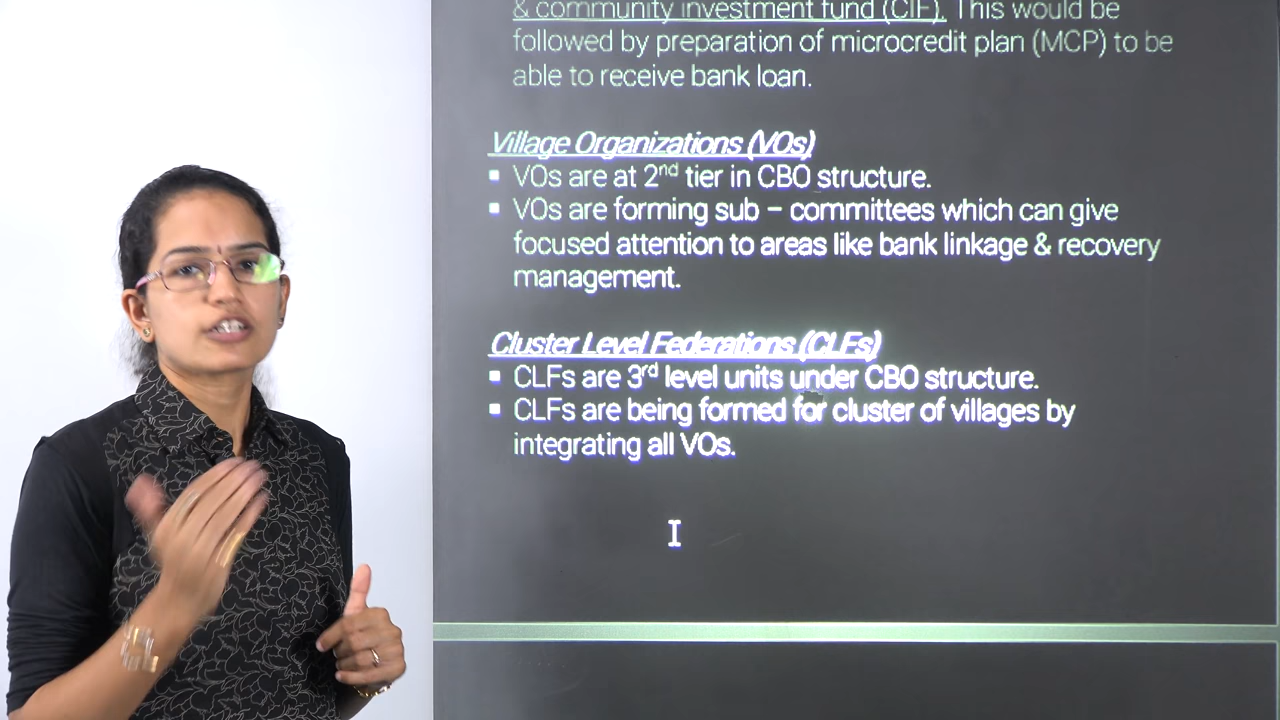 & community investment fund (CIF). This would be
followed by preparation of microcredit plan (MCP) to be
able to receive bank loan.
Village Organizations (VOs)
▪ VOs are at 2nd tier in CBO structure.
▪ VOs are forming sub – committees which can give
focused attention to areas like bank linkage & recovery
management.
Cluster Level Federations (CLFs)
▪ CLFs are 3rd level units under CBO structure.
▪ CLFs are being formed for cluster of villages by
integrating all VOs.